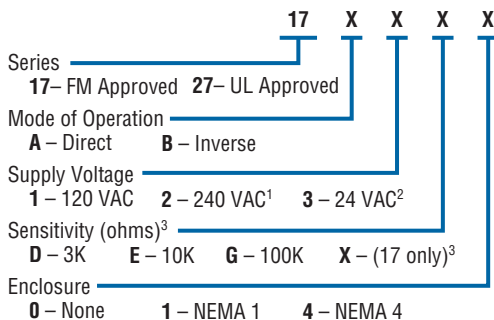 17 X X X X
Series
17– FM Approved 27– UL Approved
Mode of Operation
A – Direct B – Inverse
Supply Voltage
1 – 120 VAC 2 – 240 VAC¹ 3 – 24 VAC²
Sensitivity (ohms)³
D – 3K E – 10K G – 100K X – (17 only)³
Enclosure
0 – None 1 – NEMA 1 4 – NEMA 4